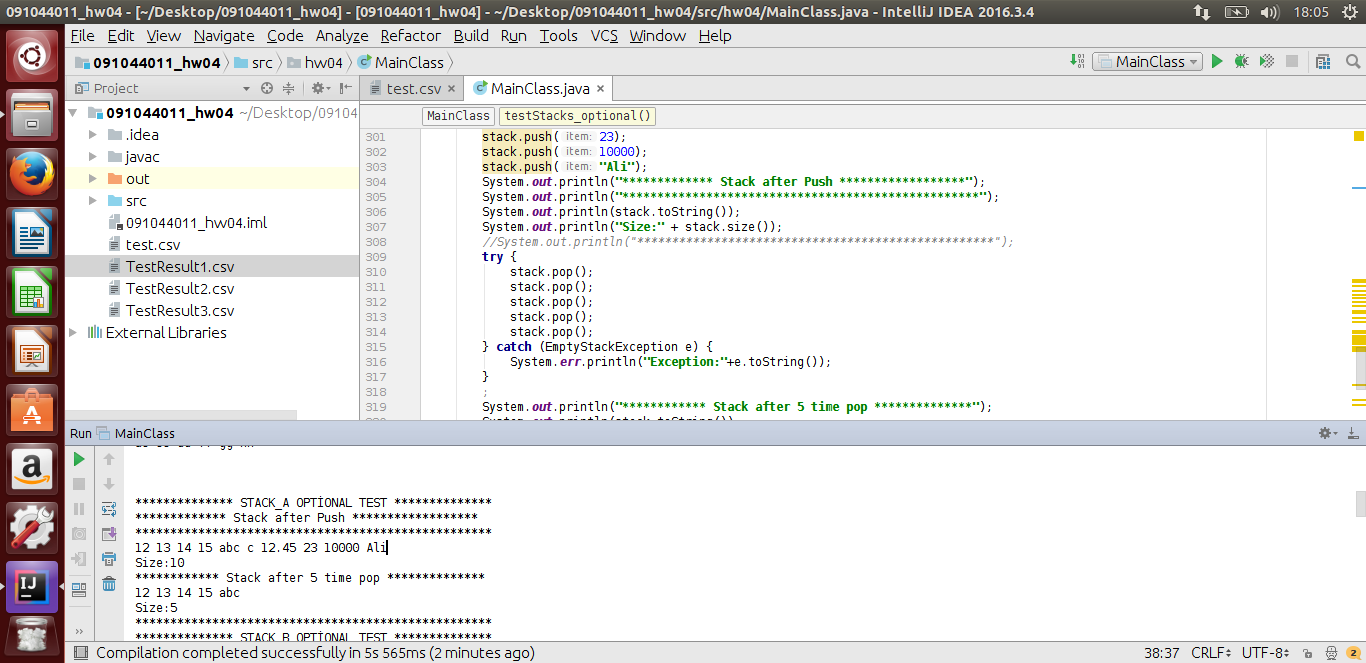 091044011_hw04 - [~/Desktop/091044011_hw04] - [091044011_hw04] - ~/Desktop/091044011_hw04/src/hw04/MainClass.java - IntelliJ IDEA 2016.3.4
18:05
File Edit View Navigate Code Analyze Refactor Build Run Tools VCS Window Help
091044011_hw04 src hw04 MainClass
MainClass
Project
test.csv MainClass.java
091044011_hw04 ~/Desktop/09104
.idea
javac
out
src
091044011_hw04.iml
test.csv
TestResult1.csv
TestResult2.csv
TestResult3.csv
External Libraries
MainClass testStacks_optional()
301 stack.push( item: 23);
302 stack.push( item: 10000);
303 stack.push( item: "Ali");
304 System.out.println("************* Stack after Push ******************");
305 System.out.println("***************************************************");
306 System.out.println(stack.toString());
307 System.out.println("Size:" + stack.size());
308 //System.out.println("***************************************************");
309 try {
310 stack.pop();
311 stack.pop();
312 stack.pop();
313 stack.pop();
314 stack.pop();
315 } catch (EmptyStackException e) {
316 System.err.println("Exception:"+e.toString());
317 }
318 ;
319 System.out.println("************ Stack after 5 time pop **************");
Run MainClass
************** STACK_A OPTİONAL TEST **************
************* Stack after Push ******************
***************************************************
12 13 14 15 abc c 12.45 23 10000 Ali
Size:10
************ Stack after 5 time pop **************
12 13 14 15 abc
Size:5
***************************************************
************** STACK_B OPTİONAL TEST **************
Compilation completed successfully in 5s 565ms (2 minutes ago)
38:37 CRLF UTF-8 2